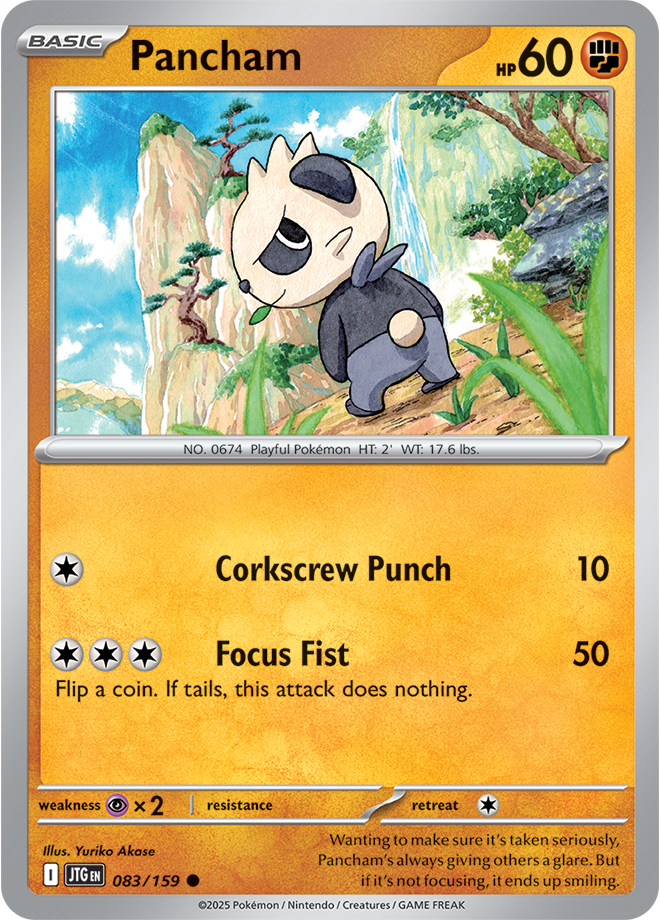 BASIC
Pancham
HP 60
NO. 0674 Playful Pokémon HT: 2' WT: 17.6 lbs.
Corkscrew Punch 10
Focus Fist 50
Flip a coin. If tails, this attack does nothing.
weakness ×2 resistance retreat
Illus. Yuriko Akase
Wanting to make sure it's taken seriously,
Pancham's always giving others a glare. But
if it's not focusing, it ends up smiling.
I JTG EN 083/159
©2025 Pokémon / Nintendo / Creatures / GAME FREAK